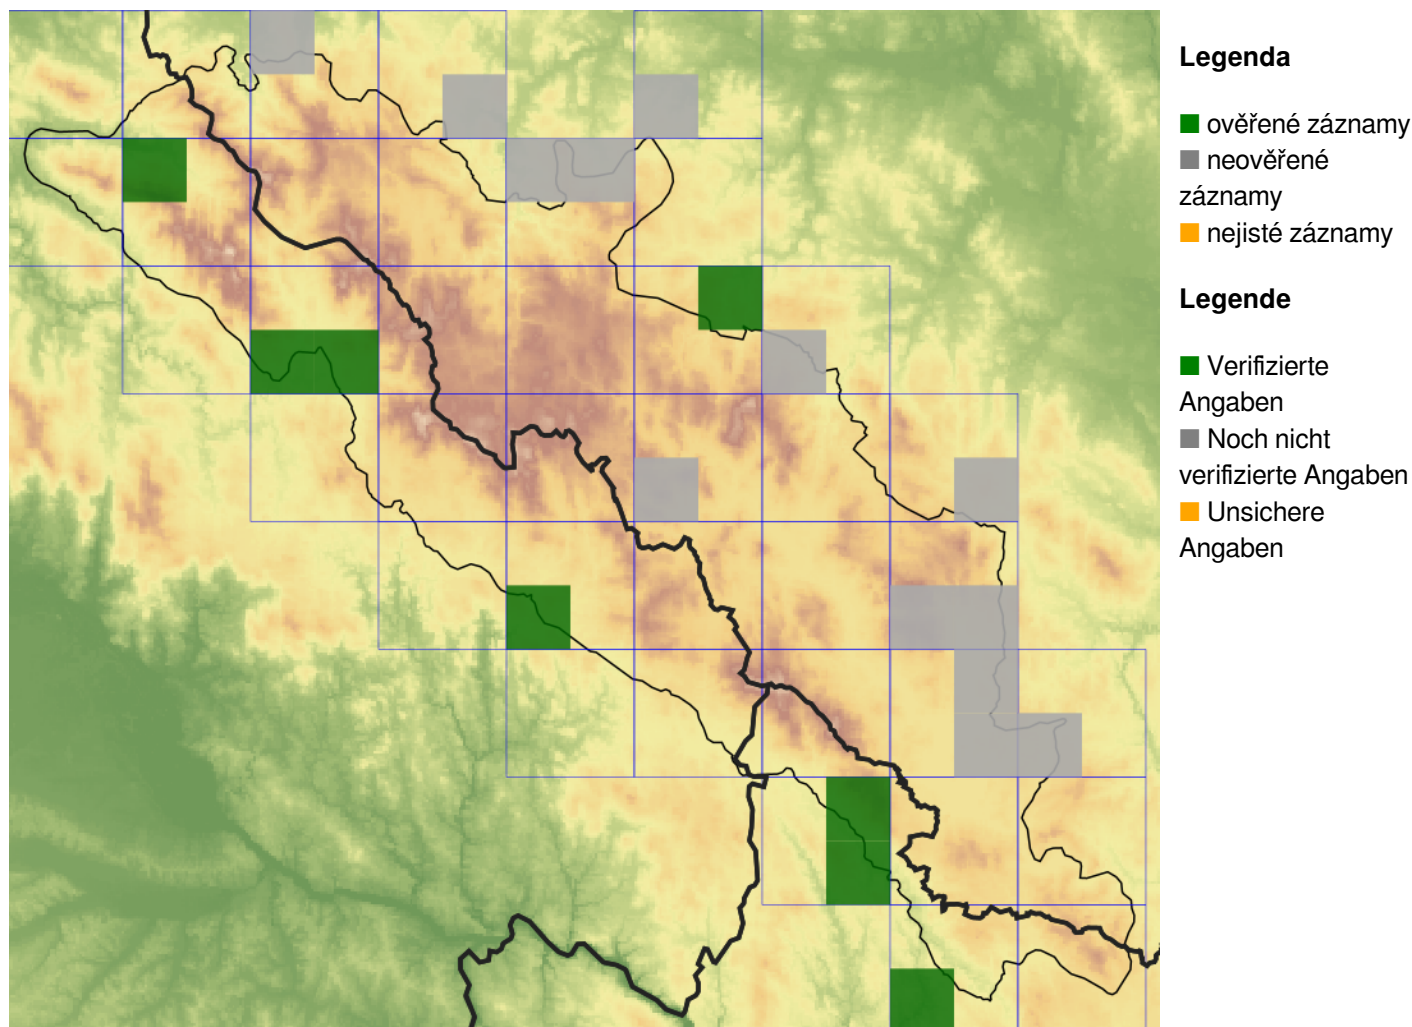 Legenda
ověřené záznamy
neověřené
záznamy
nejisté záznamy
Legende
Verifizierte
Angaben
Noch nicht
verifizierte Angaben
Unsichere
Angaben